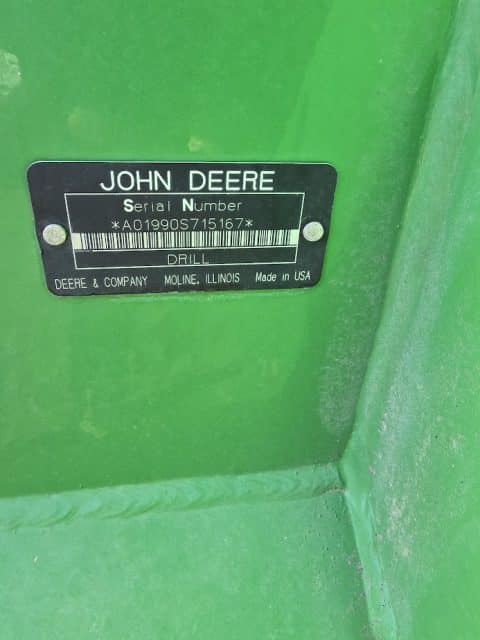 JOHN DEERE
Serial Number
*A01990S715167*
DRILL
DEERE & COMPANY MOLINE, ILLINOIS Made in USA